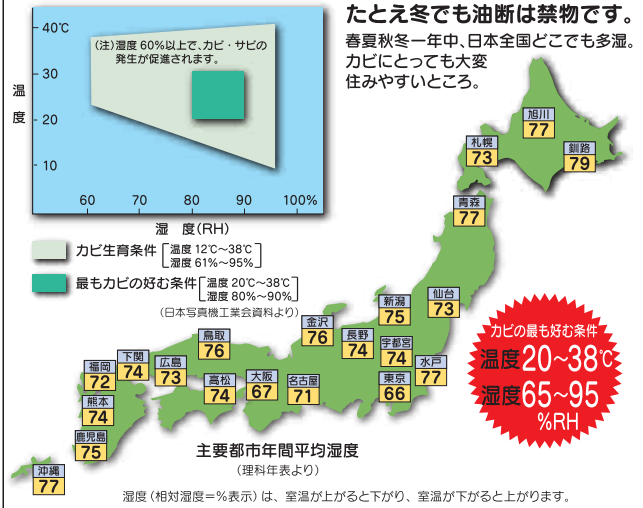 たとえ冬でも油断は禁物です。
春夏秋冬一年中、日本全国どこでも多湿。
カビにとっても大変
住みやすいところ。
40℃
30
20
10
温
度
(注)湿度 60%以上で、カビ・サビの
発生が促進されます。
60 70 80 90 100%
湿 度(RH)
カビ生育条件 [温度 12℃〜38℃
湿度 61%〜95%]
最もカビの好む条件 [温度 20℃〜38℃
湿度 80%〜90%]
(日本写真機工業会資料より)
旭川
77
札幌
73
釧路
79
青森
77
仙台
73
新潟
75
金沢
76
長野
74
宇都宮
74
水戸
77
鳥取
76
下関
74
広島
73
福岡
72
高松
74
大阪
67
名古屋
71
東京
66
熊本
74
鹿児島
75
沖縄
77
カビの最も好む条件
温度20〜38℃
湿度65〜95
%RH
主要都市年間平均湿度
(理科年表より)
湿度(相対湿度=%表示)は、室温が上がると下がり、室温が下がると上がります。